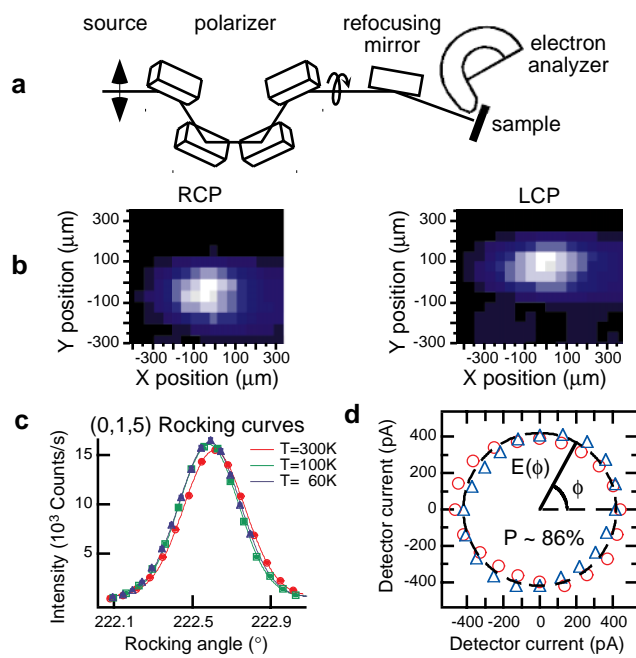 source
polarizer
refocusing
mirror
electron
analyzer
a
sample
RCP
LCP
b
Y position (μm)
300
100
-100
-300
-300
-100
100
300
X position (μm)
Y position (μm)
300
100
-100
-300
-300
-100
100
300
X position (μm)
c
(0,1,5) Rocking curves
T=300K
T=100K
T= 60K
Intensity (10³ Counts/s)
15
10
5
222.1
222.6
222.9
Rocking angle (°)
d
Detector current (pA)
400
200
0
-200
-400
E(ϕ)
ϕ
P ~ 86%
-400
-200
0
200
400
Detector current (pA)